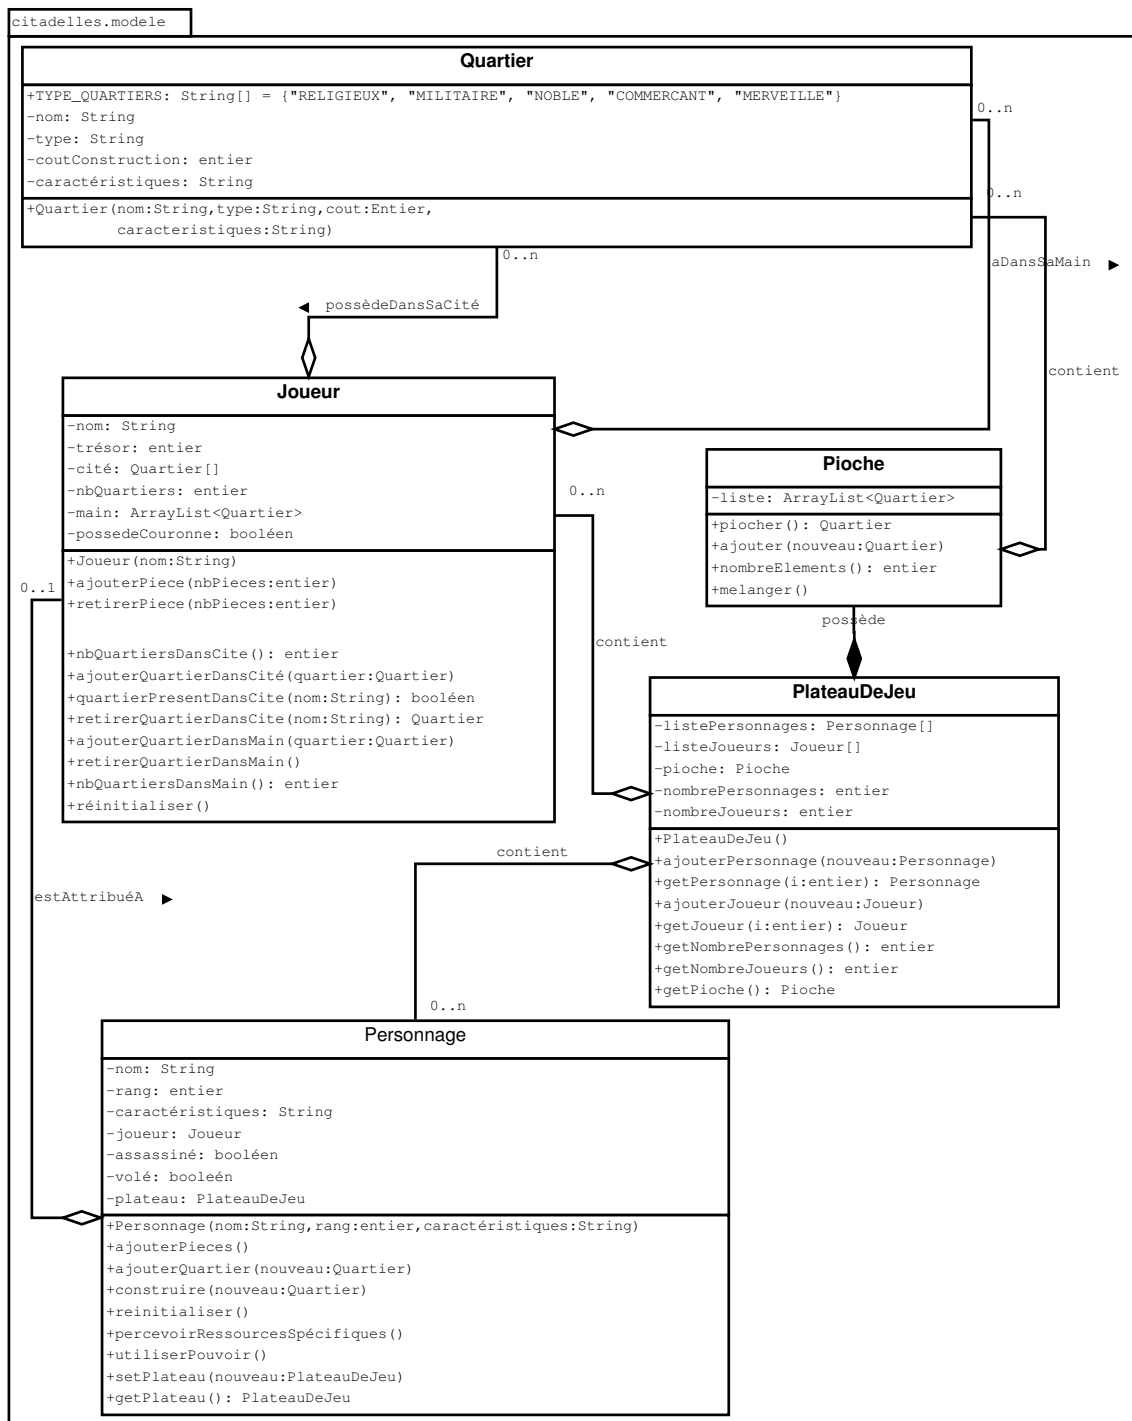 citadelles.modele
Quartier
+TYPE_QUARTIERS: String[] = {"RELIGIEUX", "MILITAIRE", "NOBLE", "COMMERCANT", "MERVEILLE"}
-nom: String
-type: String
-coutConstruction: entier
-caractéristiques: String
+Quartier(nom:String,type:String,cout:Entier,
caracteristiques:String)
0..n
0..n
0..n
aDansSaMain
possèdeDansSaCité
contient
Joueur
-nom: String
-trésor: entier
-cité: Quartier[]
-nbQuartiers: entier
-main: ArrayList<Quartier>
-possedeCouronne: booléen
+Joueur(nom:String)
+ajouterPiece(nbPieces:entier)
+retirerPiece(nbPieces:entier)
+nbQuartiersDansCite(): entier
+ajouterQuartierDansCité(quartier:Quartier)
+quartierPresentDansCite(nom:String): booléen
+retirerQuartierDansCite(nom:String): Quartier
+ajouterQuartierDansMain(quartier:Quartier)
+retirerQuartierDansMain()
+nbQuartiersDansMain(): entier
+réinitialiser()
0..n
0..1
contient
Pioche
-liste: ArrayList<Quartier>
+piocher(): Quartier
+ajouter(nouveau:Quartier)
+nombreElements(): entier
+melanger()
possède
PlateauDeJeu
-listePersonnages: Personnage[]
-listeJoueurs: Joueur[]
-pioche: Pioche
-nombrePersonnages: entier
-nombreJoueurs: entier
+PlateauDeJeu()
+ajouterPersonnage(nouveau:Personnage)
+getPersonnage(i:entier): Personnage
+ajouterJoueur(nouveau:Joueur)
+getJoueur(i:entier): Joueur
+getNombrePersonnages(): entier
+getNombreJoueurs(): entier
+getPioche(): Pioche
contient
estAttribuéA
0..n
Personnage
-nom: String
-rang: entier
-caractéristiques: String
-joueur: Joueur
-assassiné: booléen
-volé: booleén
-plateau: PlateauDeJeu
+Personnage(nom:String,rang:entier,caractéristiques:String)
+ajouterPieces()
+ajouterQuartier(nouveau:Quartier)
+construire(nouveau:Quartier)
+reinitialiser()
+percevoirRessourcesSpécifiques()
+utiliserPouvoir()
+setPlateau(nouveau:PlateauDeJeu)
+getPlateau(): PlateauDeJeu